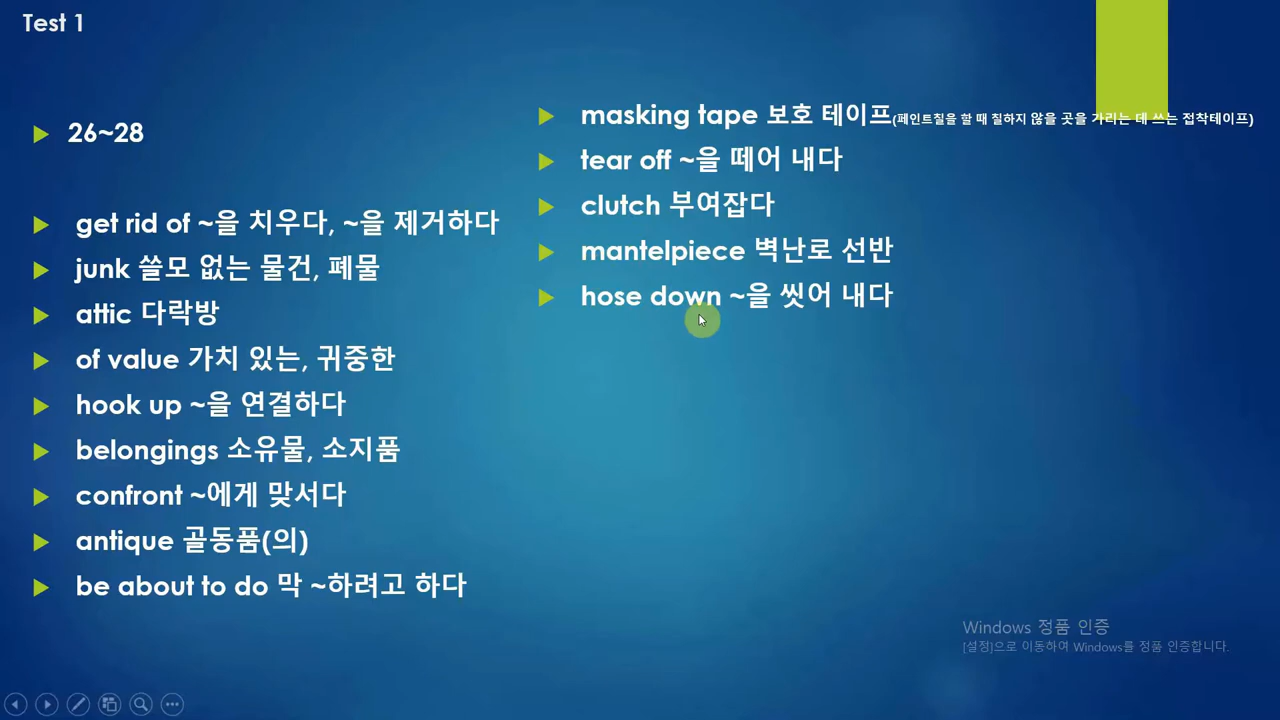 Test 1
26~28
get rid of ~을 치우다, ~을 제거하다
junk 쓸모 없는 물건, 폐물
attic 다락방
of value 가치 있는, 귀중한
hook up ~을 연결하다
belongings 소유물, 소지품
confront ~에게 맞서다
antique 골동품(의)
be about to do 막 ~하려고 하다
masking tape 보호 테이프(페인트칠을 할 때 칠하지 않을 곳을 가리는 데 쓰는 접착테이프)
tear off ~을 떼어 내다
clutch 부여잡다
mantelpiece 벽난로 선반
hose down ~을 씻어 내다
Windows 정품 인증
[설정]으로 이동하여 Windows를 정품 인증합니다.